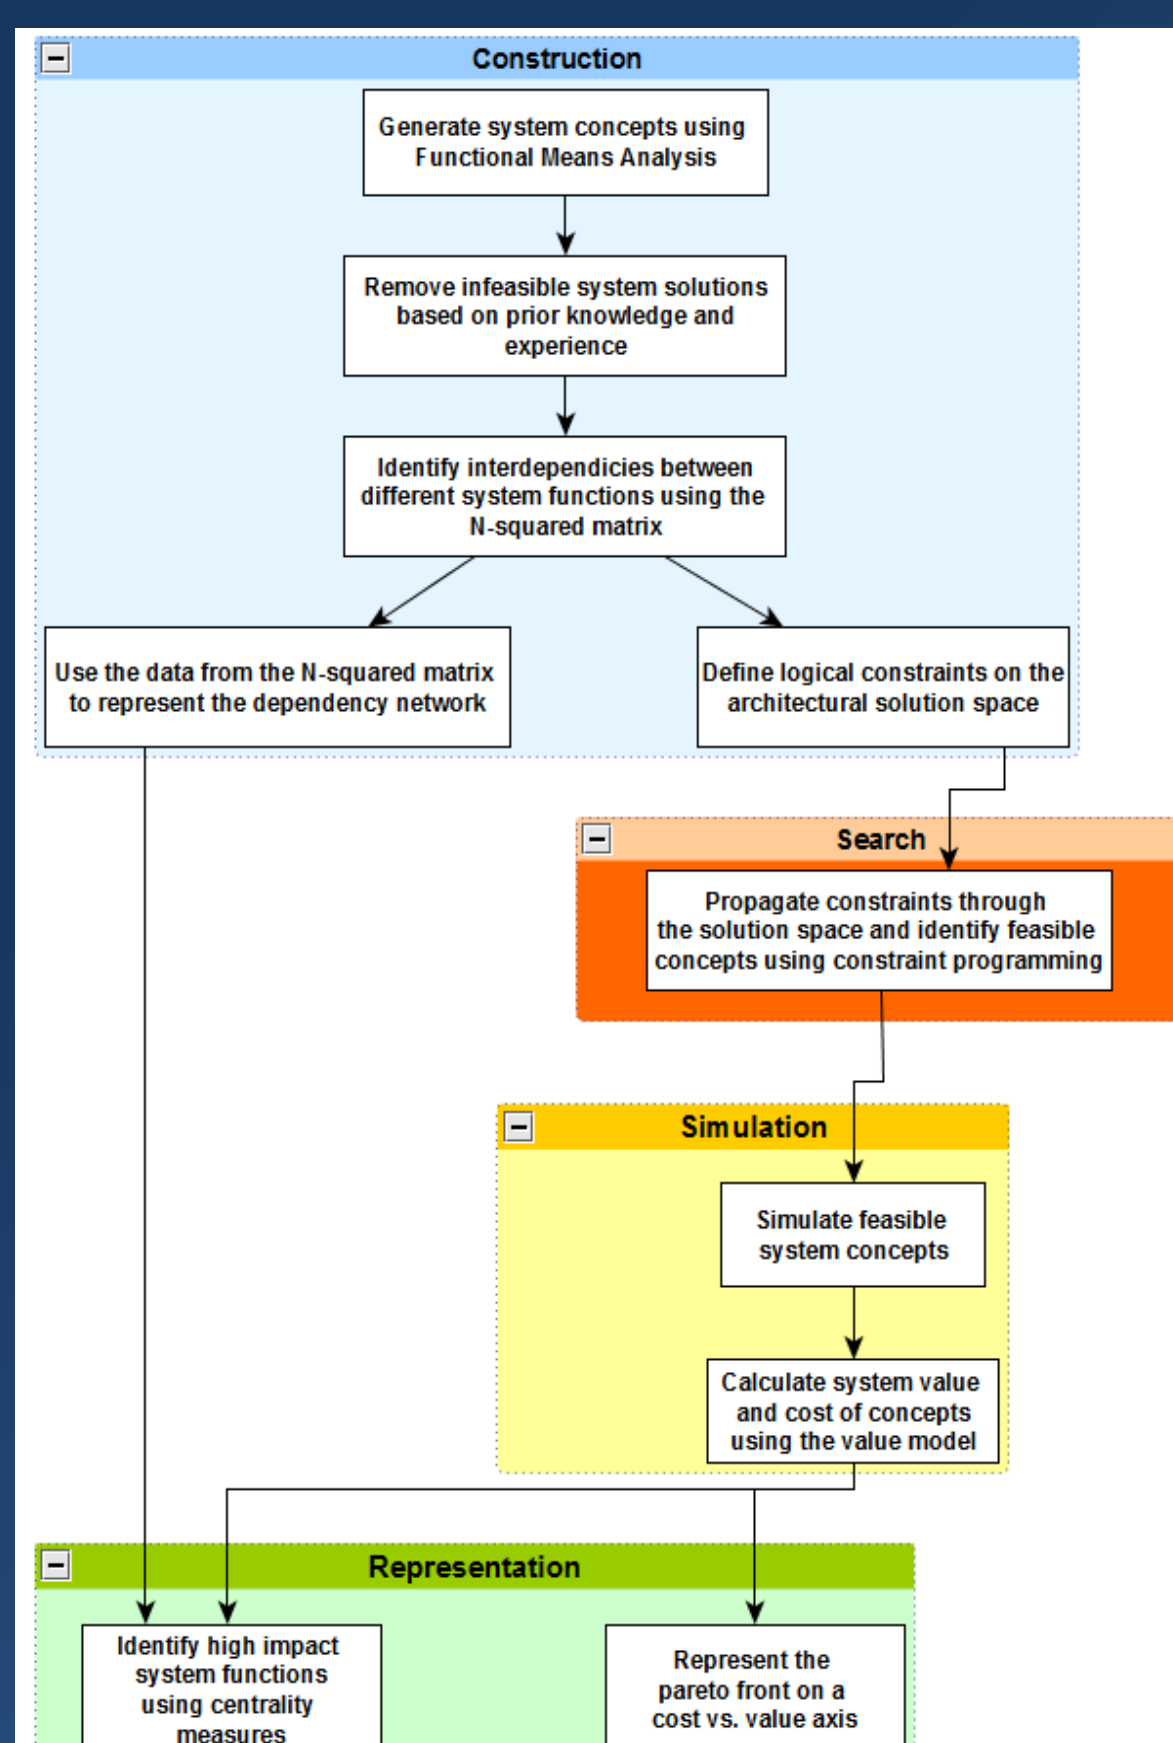 Construction
Generate system concepts using
Functional Means Analysis
Remove infeasible system solutions
based on prior knowledge and
experience
Identify interdependicies between
different system functions using the
N-squared matrix
Use the data from the N-squared matrix
to represent the dependency network
Define logical constraints on the
architectural solution space
Search
Propagate constraints through
the solution space and identify feasible
concepts using constraint programming
Simulation
Simulate feasible
system concepts
Calculate system value
and cost of concepts
using the value model
Representation
Identify high impact
system functions
using centrality
measures
Represent the
pareto front on a
cost vs. value axis